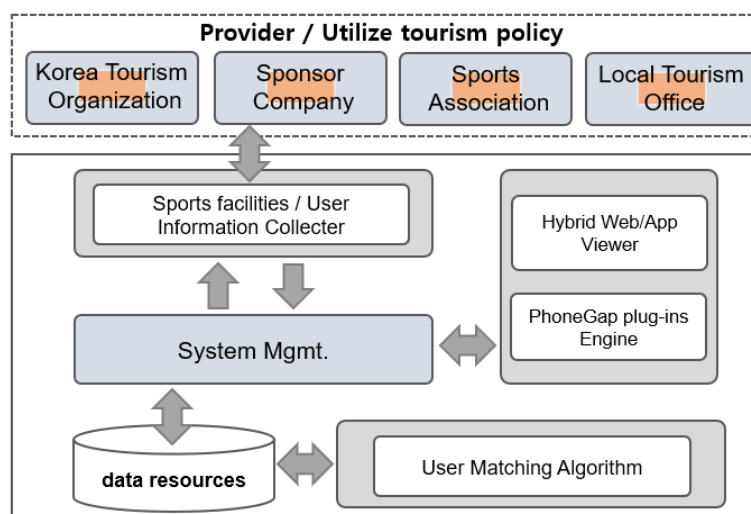 Provider / Utilize tourism policy
Korea Tourism
Organization
Sponsor
Company
Sports
Association
Local Tourism
Office
Sports facilities / User
Information Collecter
Hybrid Web/App
Viewer
PhoneGap plug-ins
Engine
System Mgmt.
data resources
User Matching Algorithm